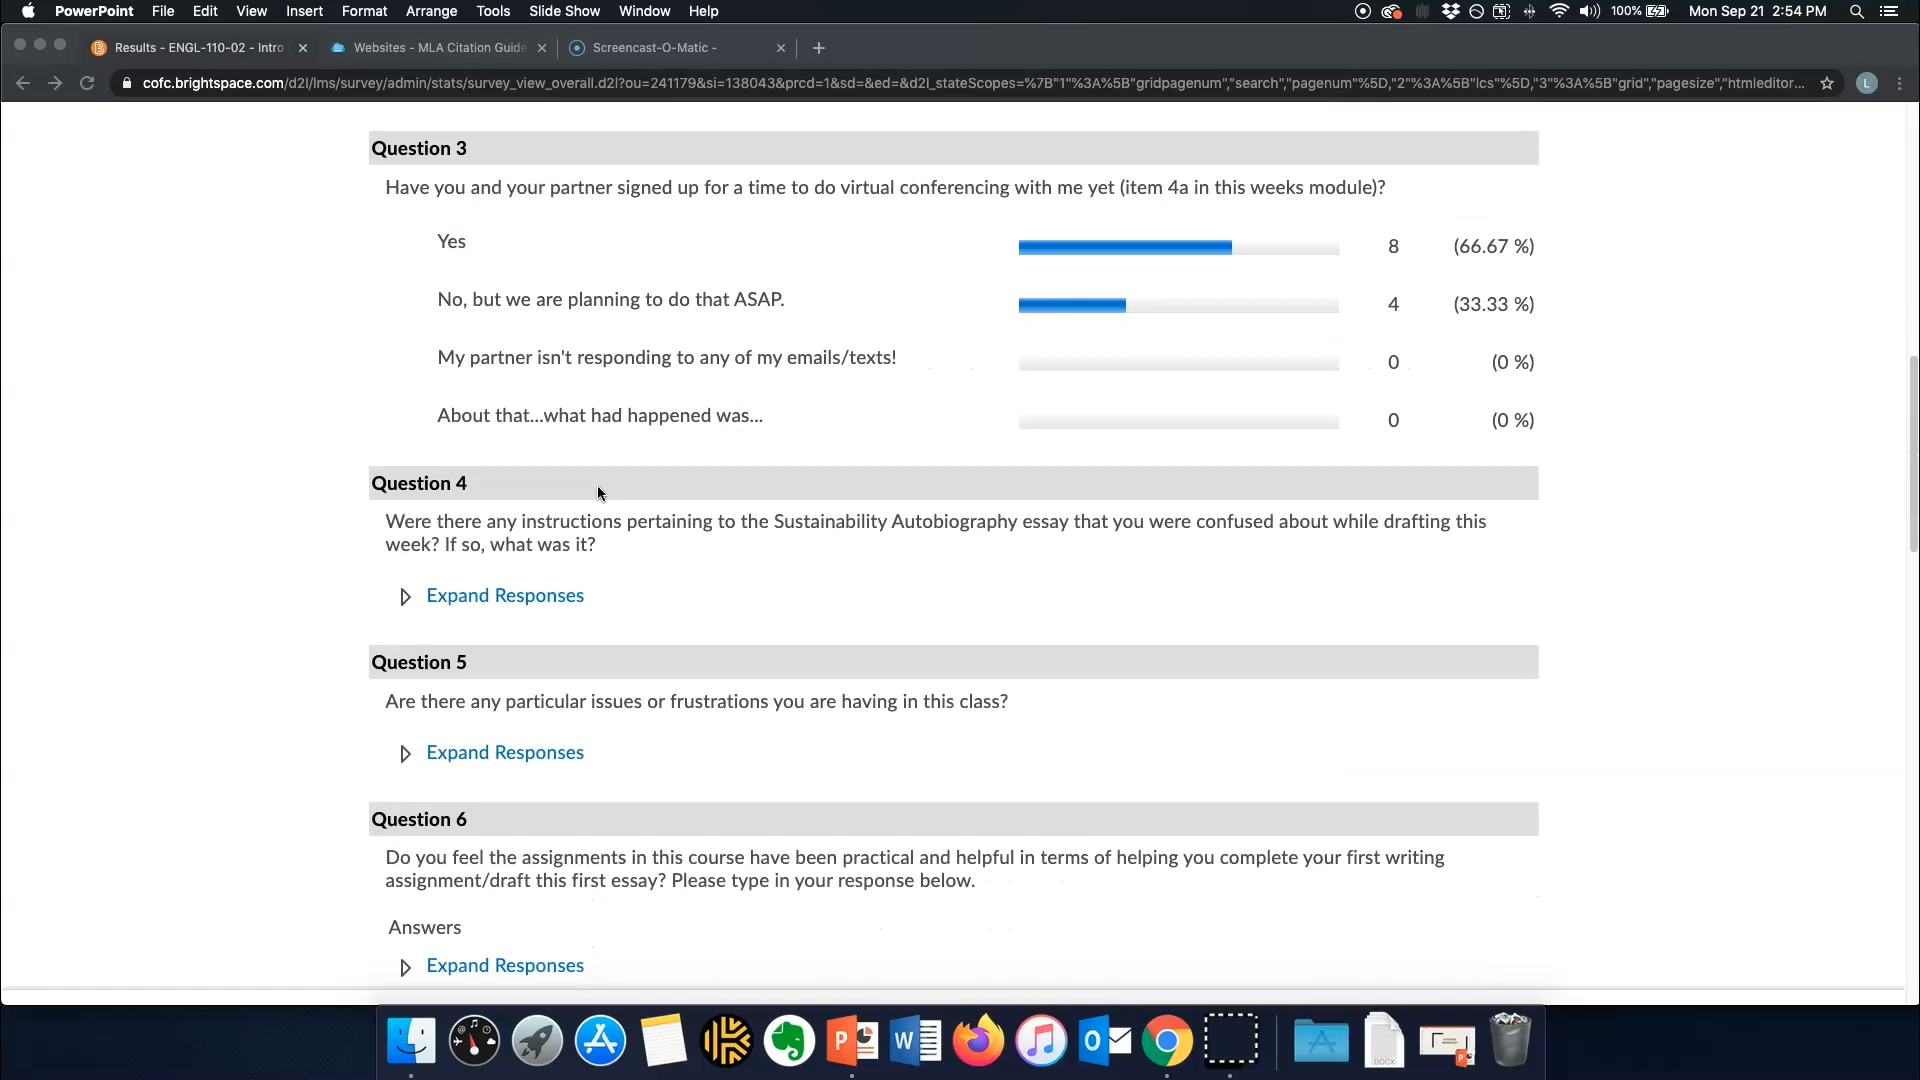 PowerPoint File Edit View Insert Format Arrange Tools Slide Show Window Help 100% Mon Sep 21 2:54 PM
Results - ENGL-110-02 - Intro Websites - MLA Citation Guide Screencast-O-Matic -
cofc.brightspace.com/d2l/lms/survey/admin/stats/survey_view_overall.d2l?ou=241179&si=138043&prcd=1&sd=&ed=&d2l_stateScopes=%7B"1"%3A%5B"gridpagenum","search","pagenum"%5D,"2"%3A%5B"lcs"%5D,"3"%3A%5B"grid","pagesize","htmleditor... L
Question 3
Have you and your partner signed up for a time to do virtual conferencing with me yet (item 4a in this weeks module)?
Yes 8 (66.67 %)
No, but we are planning to do that ASAP. 4 (33.33 %)
My partner isn't responding to any of my emails/texts! 0 (0 %)
About that...what had happened was... 0 (0 %)
Question 4
Were there any instructions pertaining to the Sustainability Autobiography essay that you were confused about while drafting this
week? If so, what was it?
Expand Responses
Question 5
Are there any particular issues or frustrations you are having in this class?
Expand Responses
Question 6
Do you feel the assignments in this course have been practical and helpful in terms of helping you complete your first writing
assignment/draft this first essay? Please type in your response below.
Answers
Expand Responses
DOCX